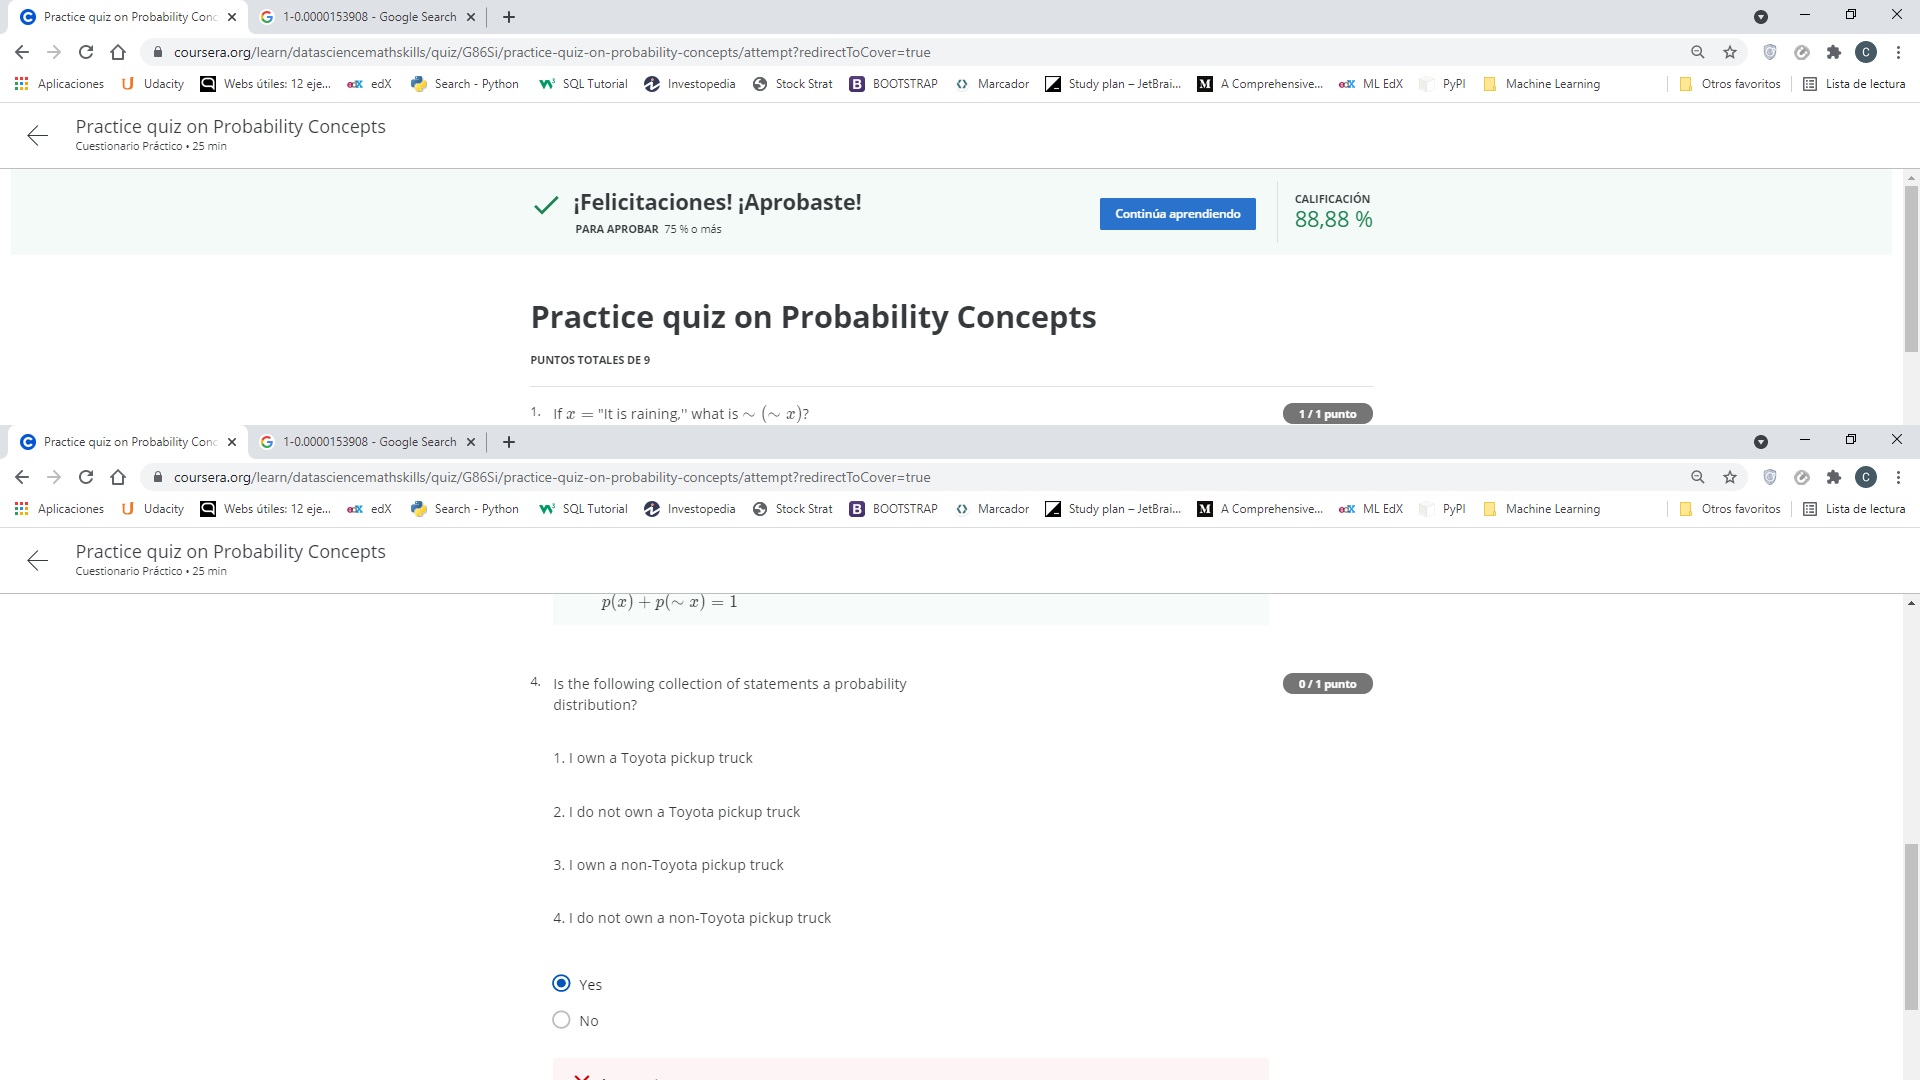 Practice quiz on Probability Conc
1-0.0000153908 - Google Search
coursera.org/learn/datasciencemathskills/quiz/G86Si/practice-quiz-on-probability-concepts/attempt?redirectToCover=true
C
Aplicaciones Udacity Webs útiles: 12 eje... edX edX Search - Python W³ SQL Tutorial Investopedia Stock Strat B BOOTSTRAP Marcador Study plan – JetBrai... M A Comprehensive... edX ML EdX PyPI Machine Learning Otros favoritos Lista de lectura
Practice quiz on Probability Concepts
Cuestionario Práctico • 25 min
¡Felicitaciones! ¡Aprobaste!
PARA APROBAR 75 % o más
Continúa aprendiendo
CALIFICACIÓN
88,88 %
Practice quiz on Probability Concepts
PUNTOS TOTALES DE 9
1. If x = "It is raining,'' what is ∼ (∼ x)?
1 / 1 punto
Practice quiz on Probability Conc
1-0.0000153908 - Google Search
coursera.org/learn/datasciencemathskills/quiz/G86Si/practice-quiz-on-probability-concepts/attempt?redirectToCover=true
C
Aplicaciones Udacity Webs útiles: 12 eje... edX edX Search - Python W³ SQL Tutorial Investopedia Stock Strat B BOOTSTRAP Marcador Study plan – JetBrai... M A Comprehensive... edX ML EdX PyPI Machine Learning Otros favoritos Lista de lectura
Practice quiz on Probability Concepts
Cuestionario Práctico • 25 min
p(x) + p(∼ x) = 1
4. Is the following collection of statements a probability
distribution?
0 / 1 punto
1. I own a Toyota pickup truck
2. I do not own a Toyota pickup truck
3. I own a non-Toyota pickup truck
4. I do not own a non-Toyota pickup truck
Yes
No